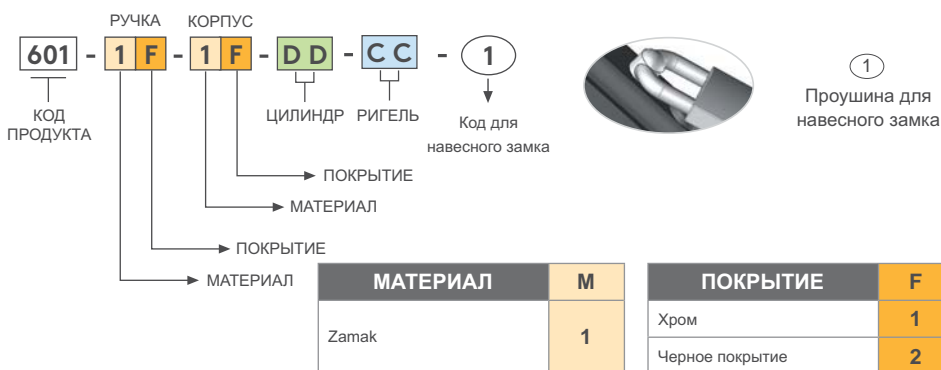 РУЧКА КОРПУС
601 - 1 F - 1 F - D D - C C - 1
КОД ПРОДУКТА
ЦИЛИНДР РИГЕЛЬ
Код для навесного замка
1
Проушина для
навесного замка
ПОКРЫТИЕ
МАТЕРИАЛ
ПОКРЫТИЕ
МАТЕРИАЛ
МАТЕРИАЛ M
Zamak 1
ПОКРЫТИЕ F
Хром 1
Черное покрытие 2